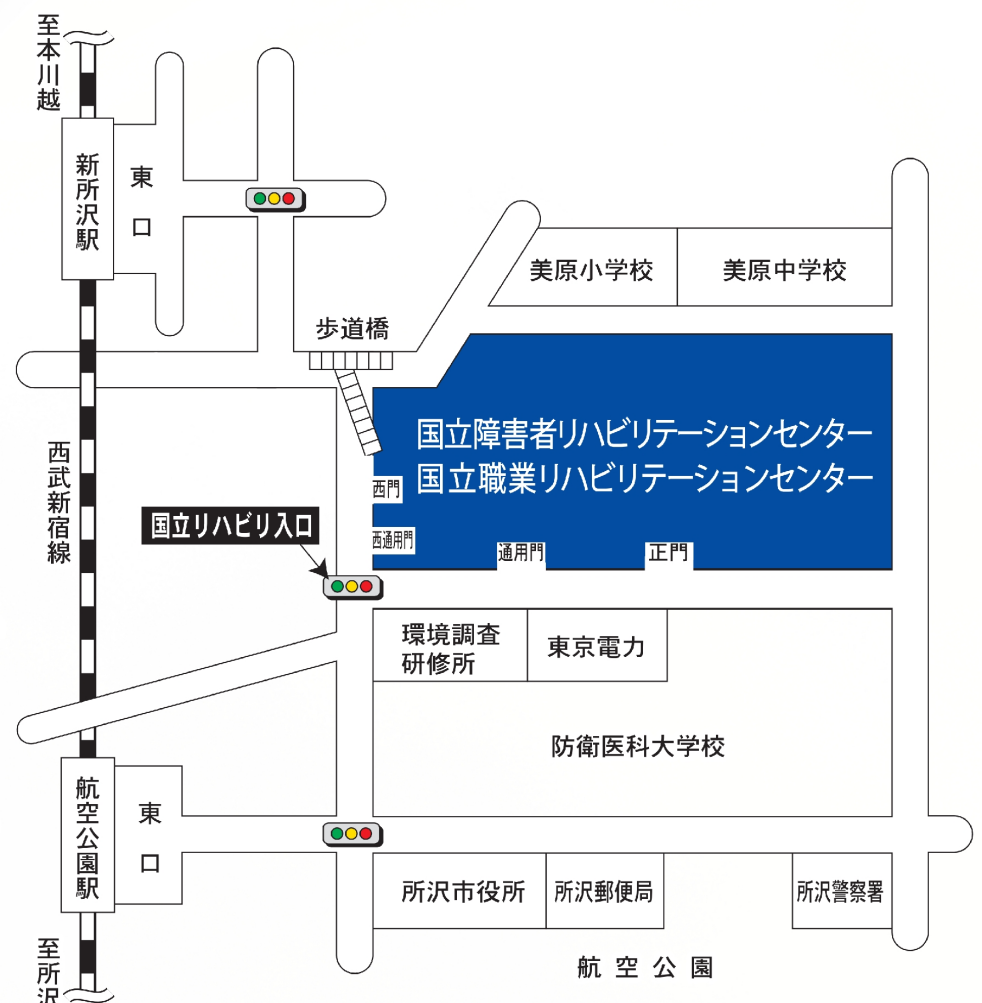 至本川越
新所沢駅
東口
歩道橋
美原小学校
美原中学校
国立障害者リハビリテーションセンター
国立職業リハビリテーションセンター
西門
西通用門
通用門
正門
国立リハビリ入口
西武新宿線
環境調査
研修所
東京電力
防衛医科大学校
航空公園駅
東口
所沢市役所
所沢郵便局
所沢警察署
航空公園
至所沢